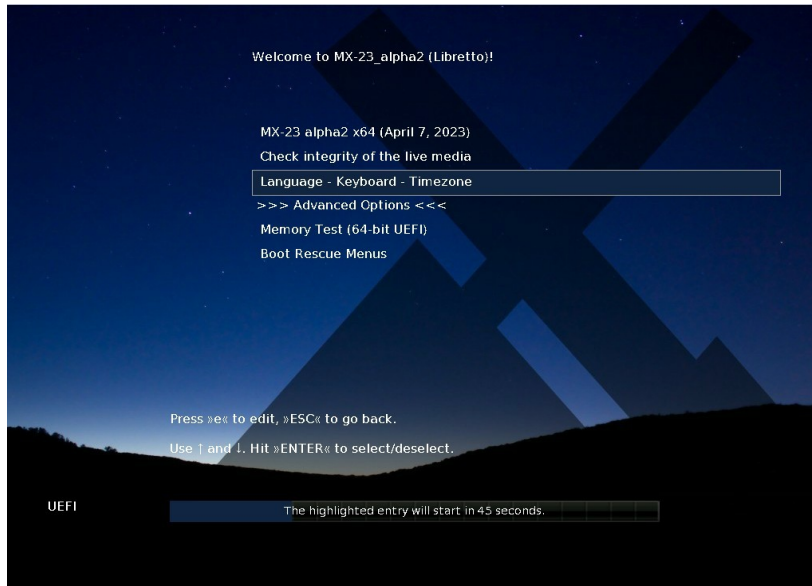 Welcome to MX-23_alpha2 (Libretto)!
MX-23 alpha2 x64 (April 7, 2023)
Check integrity of the live media
Language - Keyboard - Timezone
>>> Advanced Options <<<
Memory Test (64-bit UEFI)
Boot Rescue Menus
Press »e« to edit, »ESC« to go back.
Use ↑ and ↓. Hit »ENTER« to select/deselect.
UEFI
The highlighted entry will start in 45 seconds.